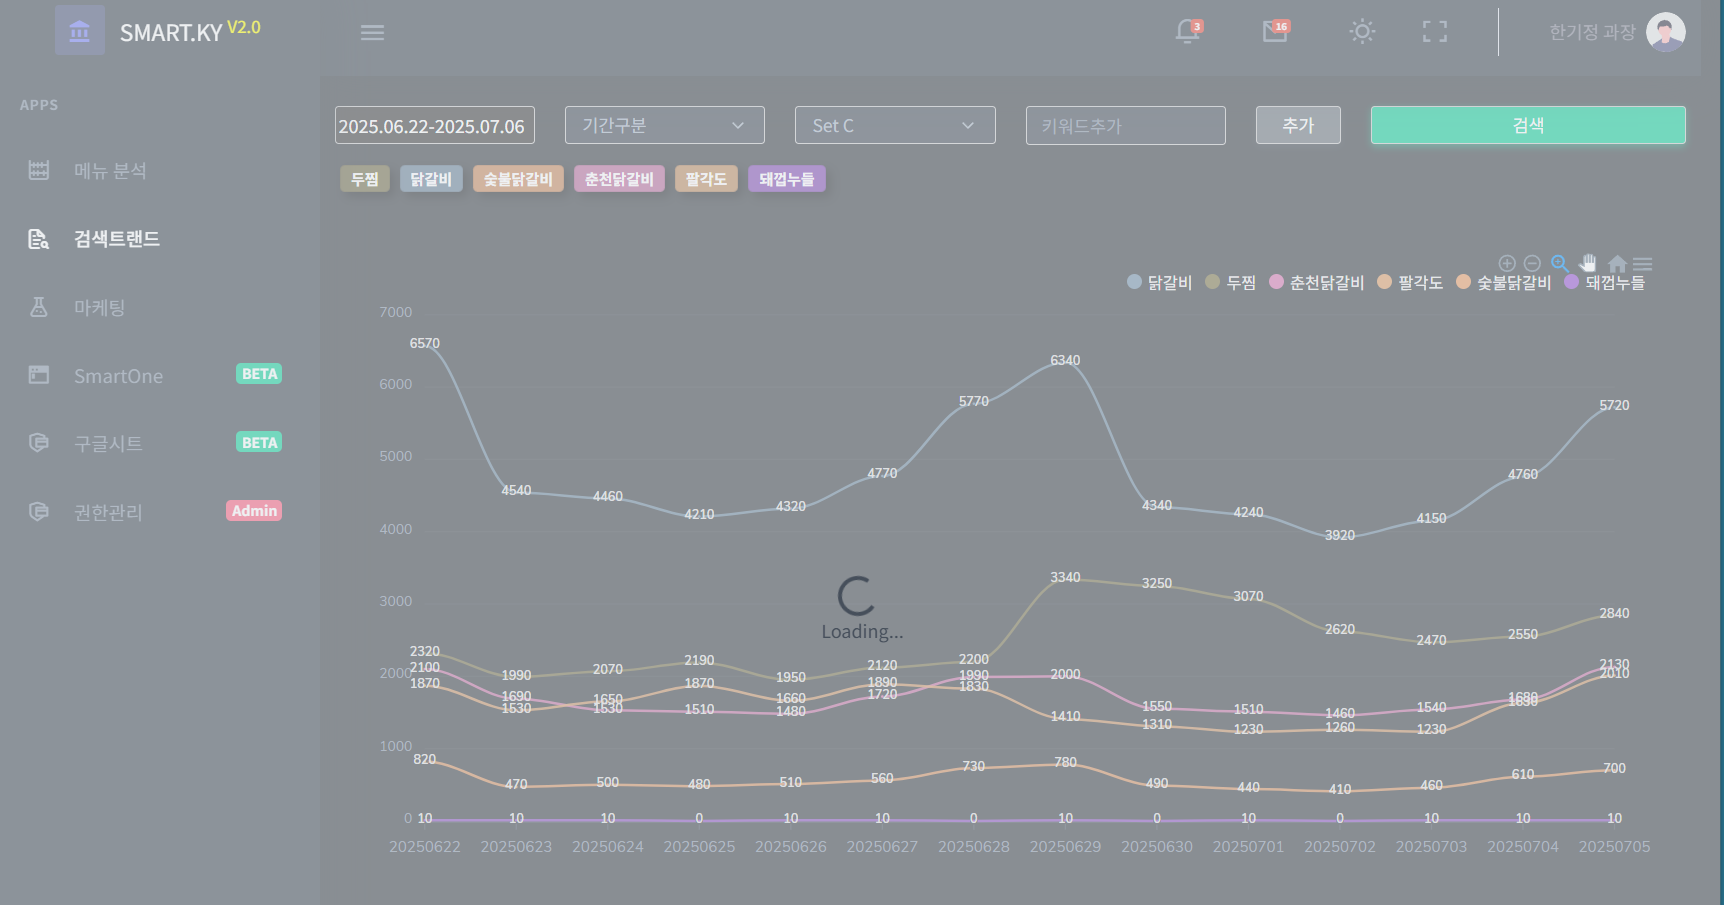 SMART.KY V2.0
3
16
한기정 과장
APPS
메뉴 분석
검색트랜드
마케팅
SmartOne BETA
구글시트 BETA
권한관리 Admin
2025.06.22-2025.07.06 기간구분 Set C 키워드추가 추가 검색
두찜 닭갈비 숯불닭갈비 춘천닭갈비 팔각도 돼껍누들
닭갈비 두찜 춘천닭갈비 팔각도 숯불닭갈비 돼껍누들
7000
6000
5000
4000
3000
2000
1000
0
6570 4540 4460 4210 4320 4770 5770 6340 4340 4240 3920 4150 4760 5720
2320 1990 2070 2190 1950 2120 2200 3340 3250 3070 2620 2470 2550 2840
2100 1690 1530 1510 1480 1720 1990 2000 1550 1510 1460 1540 1680 2130
1870 1530 1650 1870 1660 1890 1830 1410 1310 1230 1260 1230 1630 2010
Loading...
820 470 500 480 510 560 730 780 490 440 410 460 610 700
10 10 10 0 10 10 0 10 0 10 0 10 10 10
20250622 20250623 20250624 20250625 20250626 20250627 20250628 20250629 20250630 20250701 20250702 20250703 20250704 20250705